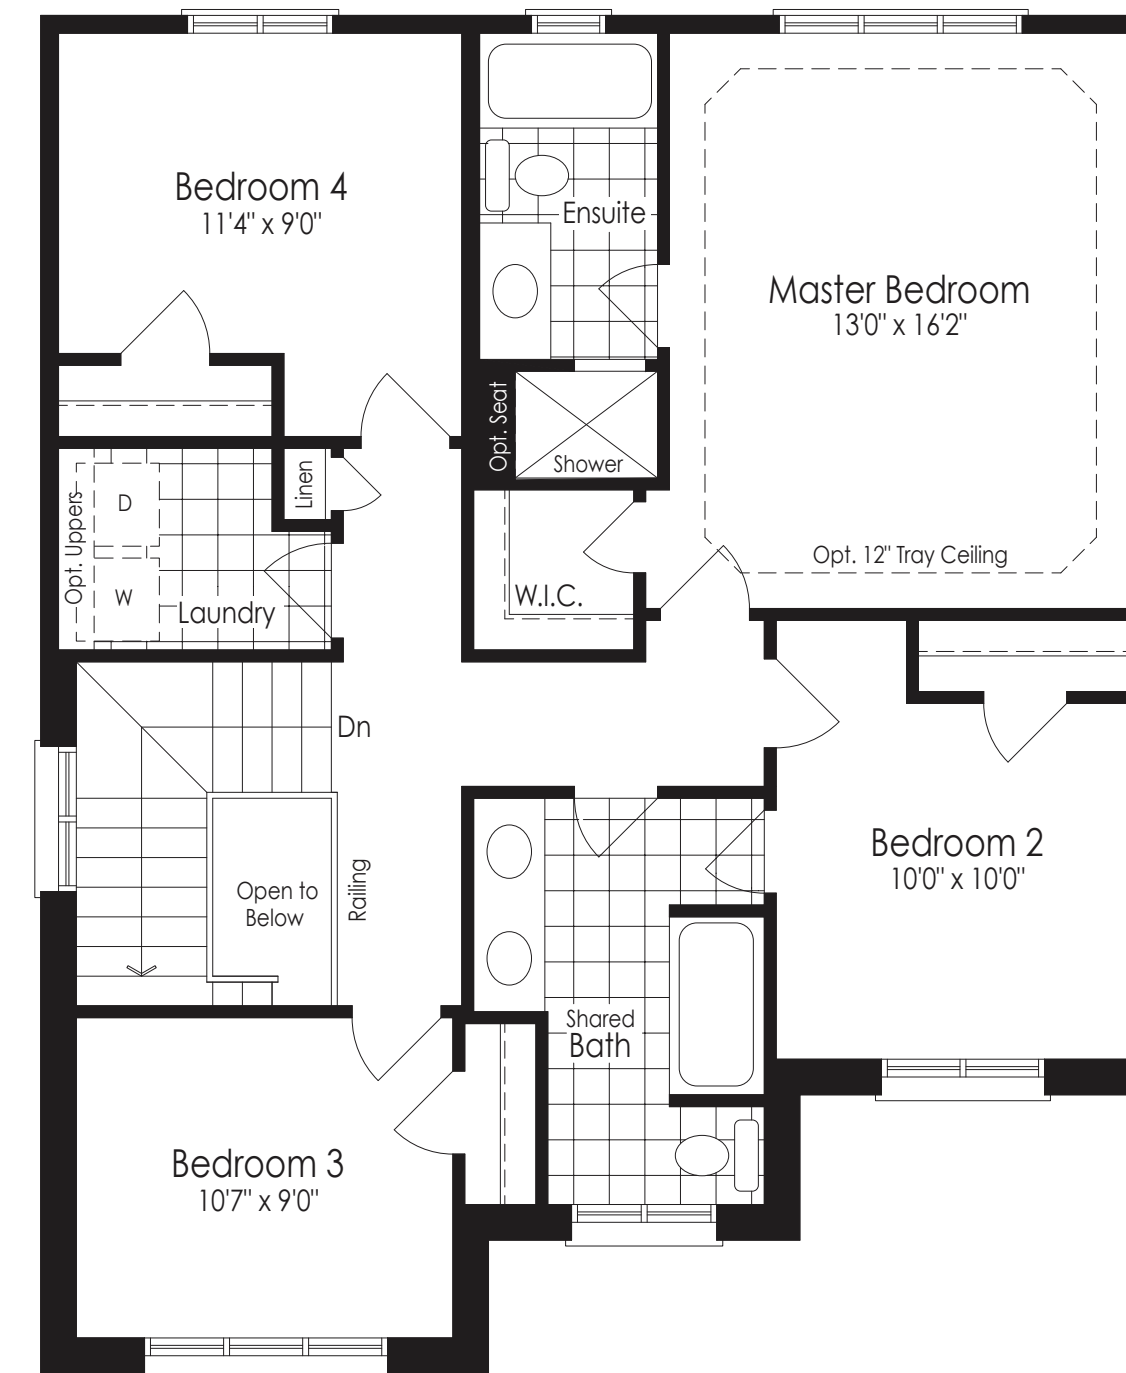 Bedroom 4
11'4" x 9'0"
Ensuite
Master Bedroom
13'0" x 16'2"
Opt. Seat
Shower
Linen
Opt. Uppers
D
W
Laundry
W.I.C.
Opt. 12" Tray Ceiling
Dn
Open to
Below
Railing
Bedroom 2
10'0" x 10'0"
Shared
Bath
Bedroom 3
10'7" x 9'0"